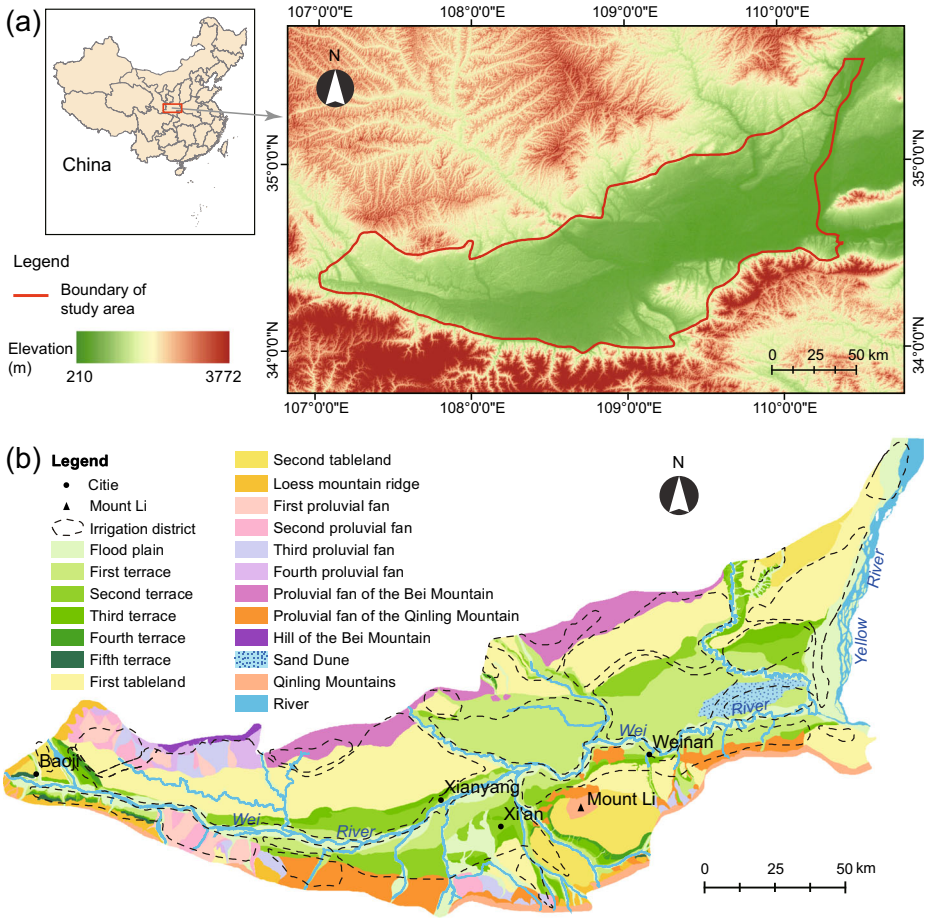 (a)
China
Legend
Boundary of
study area
Elevation
(m)
210
3772
107°0'0"E
108°0'0"E
109°0'0"E
110°0'0"E
N
35°0'0"N
34°0'0"N
35°0'0"N
34°0'0"N
0 25 50 km
107°0'0"E
108°0'0"E
109°0'0"E
110°0'0"E
(b)
Legend
Citie
Mount Li
Irrigation district
Flood plain
First terrace
Second terrace
Third terrace
Fourth terrace
Fifth terrace
First tableland
Second tableland
Loess mountain ridge
First proluvial fan
Second proluvial fan
Third proluvial fan
Fourth proluvial fan
Proluvial fan of the Bei Mountain
Proluvial fan of the Qinling Mountain
Hill of the Bei Mountain
Sand Dune
Qinling Mountains
River
N
Yellow River
Wei River
Weinan
Baoji
Xianyang
Mount Li
Xi'an
Wei River
0 25 50 km